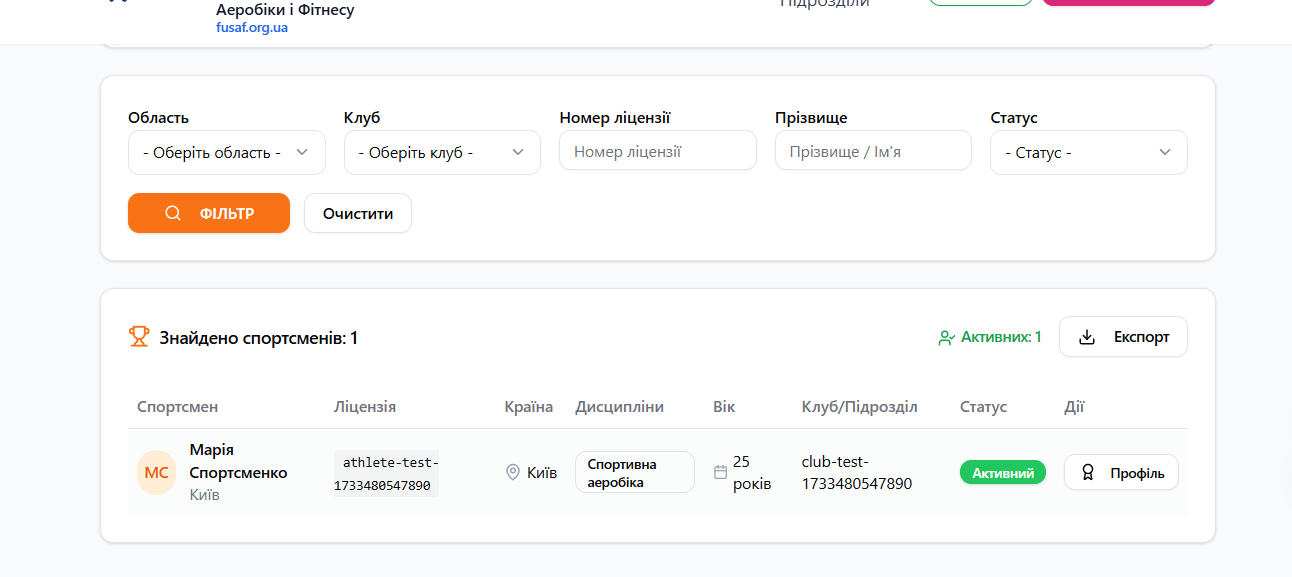 Аеробіки і Фітнесу
fusaf.org.ua
Підрозділи
Область
Клуб
Номер ліцензії
Прізвище
Статус
- Оберіть область -
- Оберіть клуб -
Номер ліцензії
Прізвище / Ім'я
- Статус -
ФІЛЬТР
Очистити
Знайдено спортсменів: 1
Активних: 1
Експорт
Спортсмен
Ліцензія
Країна
Дисципліни
Вік
Клуб/Підрозділ
Статус
Дії
МС
Марія
Спортсменко
Київ
athlete-test-
1733480547890
Київ
Спортивна
аеробіка
25
років
club-test-
1733480547890
Активний
Профіль